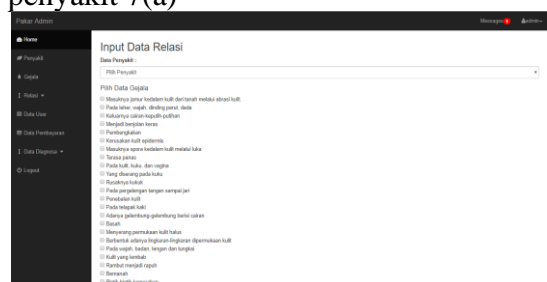 penyakit 7(a)
Pakar Admin
Messages
admin
Home
Penyakit
Gejala
Relasi
Data User
Data Pembayaran
Data Diagnosa
Logout
Input Data Relasi
Data Penyakit :
Pilih Penyakit
Pilih Data Gejala
Masuknya jamur kedalam kulit dari tanah melalui abrasi kulit.
Pada leher, wajah, dinding perut, dada
Keluarnya cairan keputih-putihan
Menjadi benjolan keras
Pembengkakan
Kerusakan kulit epidermis
Masuknya spora kedalam kulit melalui luka
Terasa panas
Pada kulit, kuku, dan vagina
Yang diserang pada kuku
Rusaknya kukuk
Pada pergelangan tangan sampai jari
Penebalan kulit
Pada telapak kaki
Adanya gelembung-gelembung berisi cairan
Basah
Menyerang permukaan kulit halus
Berbentuk adanya lingkaran-lingkaran dipermukaan kulit
Pada wajah, badan, lengan dan tungkai
Kulit yang lembab
Rambut menjadi rapuh
Bernanah